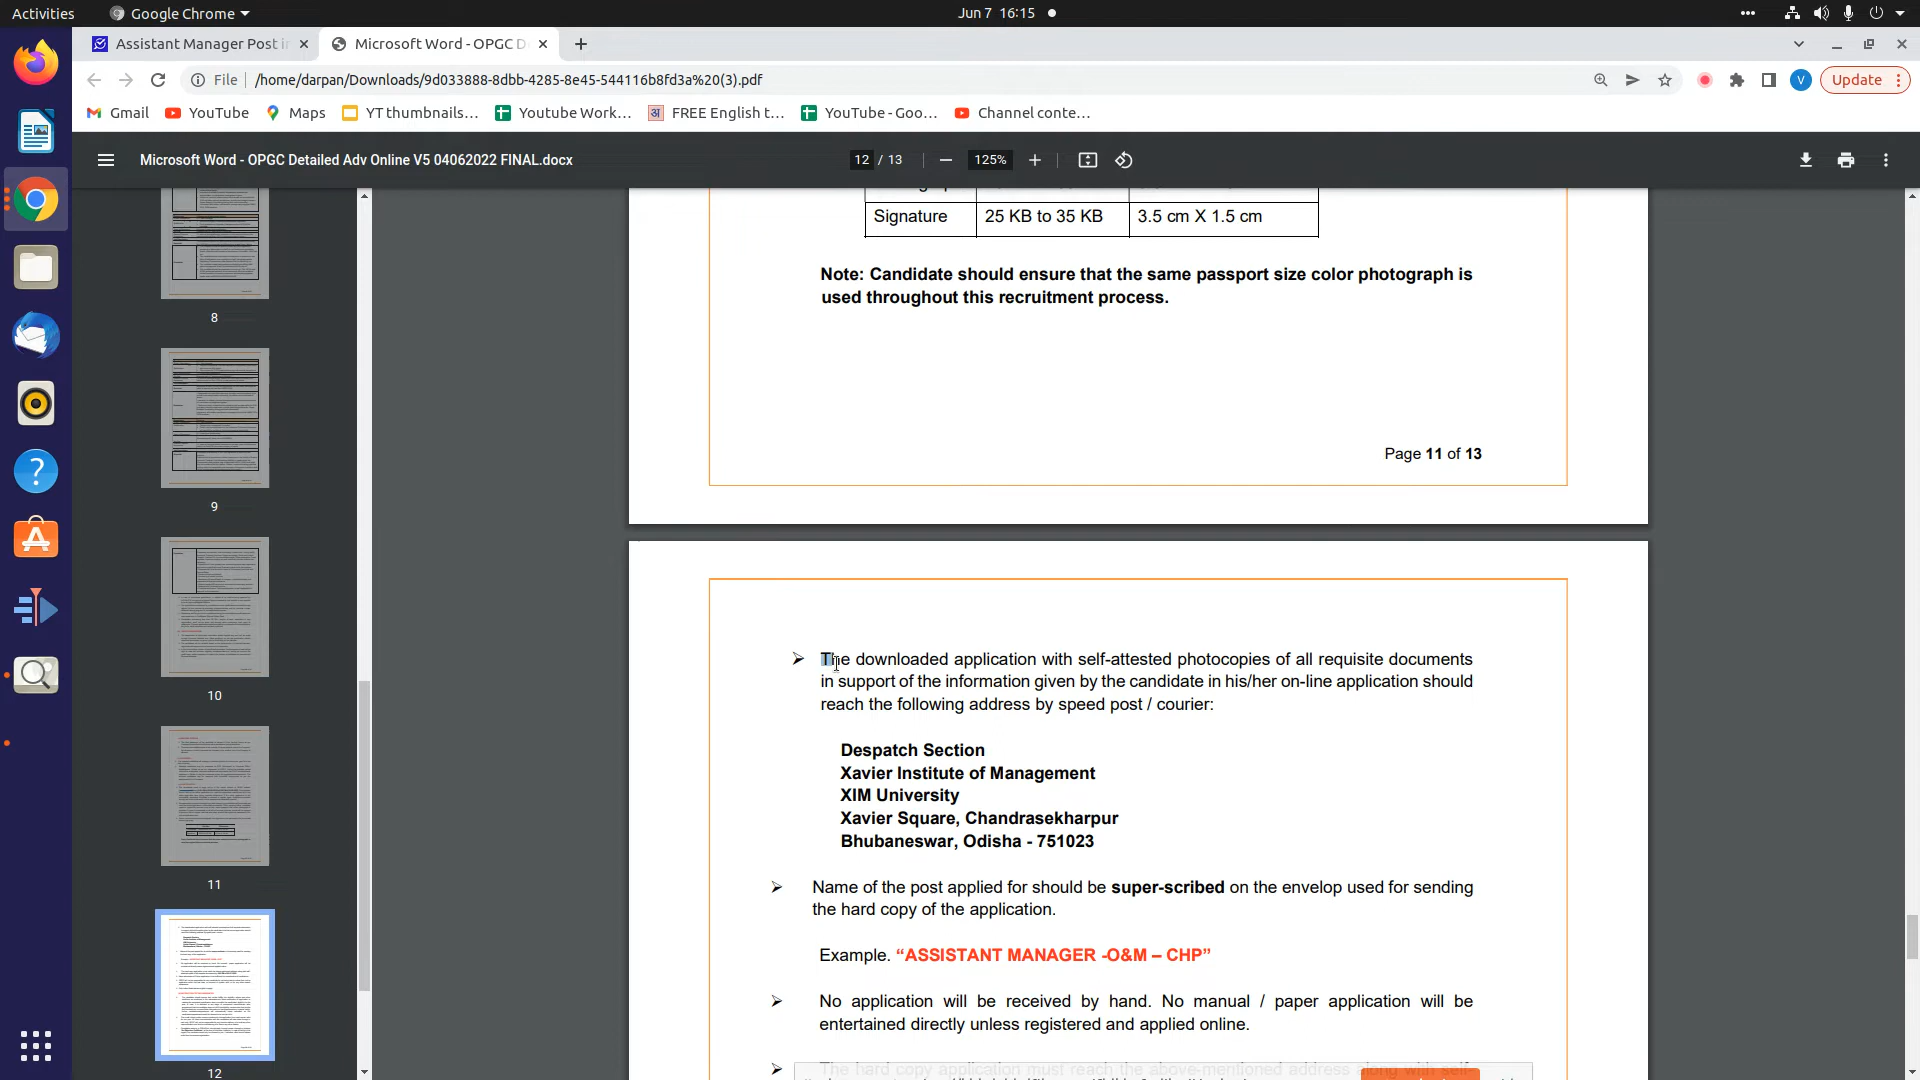 Activities
Google Chrome
Jun 7 16:15
Assistant Manager Post i
Microsoft Word - OPGC D
File
/home/darpan/Downloads/9d033888-8dbb-4285-8e45-544116b8fd3a%20(3).pdf
V
Update
Gmail
YouTube
Maps
YT thumbnails...
Youtube Work...
FREE English t...
YouTube - Goo...
Channel conte...
Microsoft Word - OPGC Detailed Adv Online V5 04062022 FINAL.docx
12 / 13
125%
8
9
10
11
12
Signature 25 KB to 35 KB 3.5 cm X 1.5 cm
Note: Candidate should ensure that the same passport size color photograph is
used throughout this recruitment process.
Page 11 of 13
The downloaded application with self-attested photocopies of all requisite documents
in support of the information given by the candidate in his/her on-line application should
reach the following address by speed post / courier:
Despatch Section
Xavier Institute of Management
XIM University
Xavier Square, Chandrasekharpur
Bhubaneswar, Odisha - 751023
Name of the post applied for should be super-scribed on the envelop used for sending
the hard copy of the application.
Example. “ASSISTANT MANAGER -O&M – CHP”
No application will be received by hand. No manual / paper application will be
entertained directly unless registered and applied online.
The hard copy application must reach the above-mentioned address along with self-